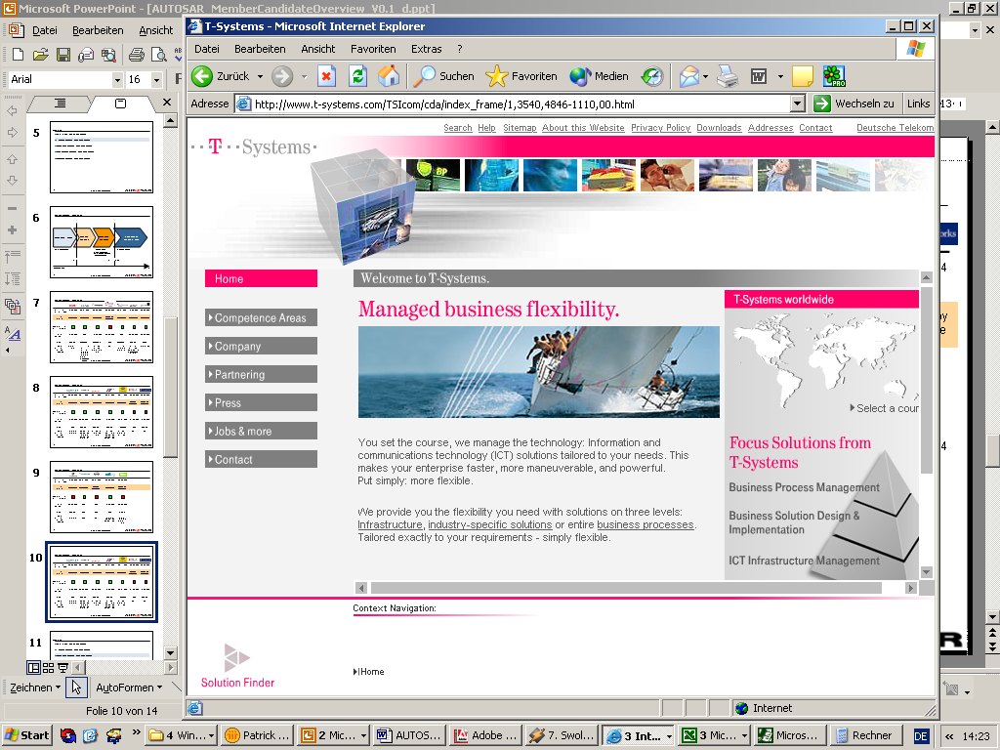 Microsoft PowerPoint - [AUTOSAR_MemberCandidateOverview_V0.1_d.ppt]
Datei Bearbeiten Ansicht
Arial 16 F
5
6
7
8
9
10
11
Zeichnen AutoFormen
Folie 10 von 14
T-Systems - Microsoft Internet Explorer
Datei Bearbeiten Ansicht Favoriten Extras ?
Zurück Suchen Favoriten Medien
Adresse http://www.t-systems.com/TSIcom/cda/index_frame/1,3540,4846-1110,00.html Wechseln zu Links
Search Help Sitemap About this Website Privacy Policy Downloads Addresses Contact Deutsche Telekom
T Systems
BP
Home
Competence Areas
Company
Partnering
Press
Jobs & more
Contact
Welcome to T-Systems.
Managed business flexibility.
You set the course, we manage the technology: Information and
communications technology (ICT) solutions tailored to your needs. This
makes your enterprise faster, more maneuverable, and powerful.
Put simply: more flexible.
We provide you the flexibility you need with solutions on three levels:
Infrastructure, industry-specific solutions or entire business processes.
Tailored exactly to your requirements - simply flexible.
T-Systems worldwide
Select a cour
Focus Solutions from
T-Systems
Business Process Management
Business Solution Design &
Implementation
ICT Infrastructure Management
Context Navigation:
Home
Solution Finder
Internet
Start 4 Win... Patrick ... 2 Mic... AUTOS... Adobe ... 7. Swol... 3 Int... 3 Mic... Micros... Rechner DE 14:23